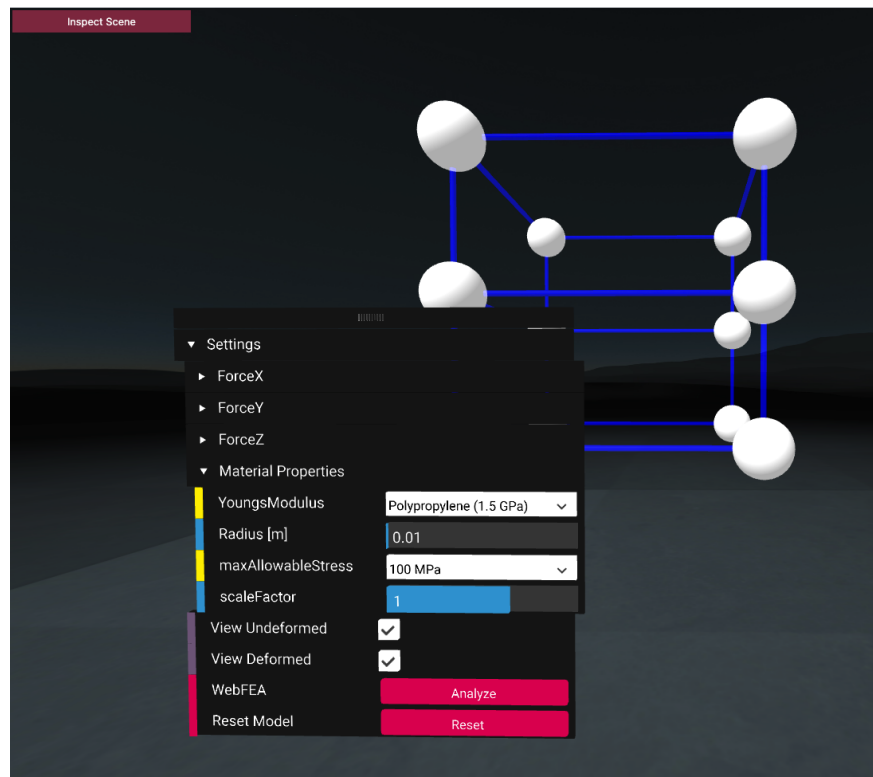 Inspect Scene
Settings
ForceX
ForceY
ForceZ
Material Properties
YoungsModulus Polypropylene (1.5 GPa)
Radius [m] 0.01
maxAllowableStress 100 MPa
scaleFactor 1
View Undeformed
View Deformed
WebFEA Analyze
Reset Model Reset